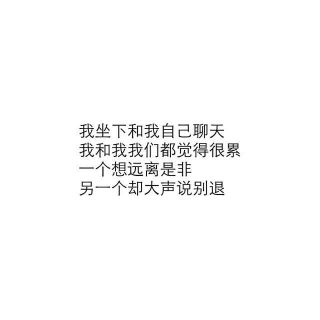 我坐下和我自己聊天
我和我我们都觉得很累
一个想远离是非
另一个却大声说别退